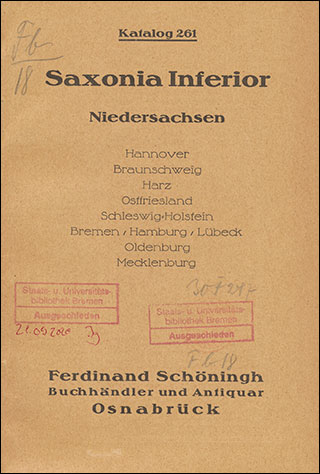 Katalog 261
Fb
18
Saxonia Inferior
Niedersachsen
Hannover
Braunschweig
Harz
Ostfriesland
Schleswig-Holstein
Bremen, Hamburg, Lübeck
Oldenburg
Mecklenburg
Staats- u. Universitäts-
bibliothek Bremen
Ausgeschieden
Staats- u. Universitäts-
bibliothek Bremen
Ausgeschieden
18
Ferdinand Schöningh
Buchhändler und Antiquar
Osnabrück